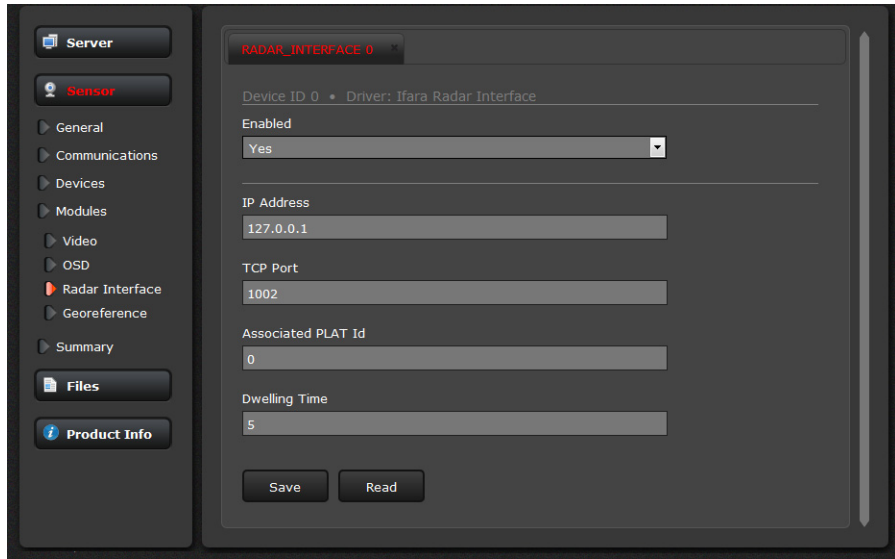 Server
Sensor
General
Communications
Devices
Modules
Video
OSD
Radar Interface
Georeference
Summary
Files
Product Info
RADAR_INTERFACE 0
Device ID 0 • Driver: Ifara Radar Interface
Enabled
Yes
IP Address
127.0.0.1
TCP Port
1002
Associated PLAT Id
0
Dwelling Time
5
Save
Read